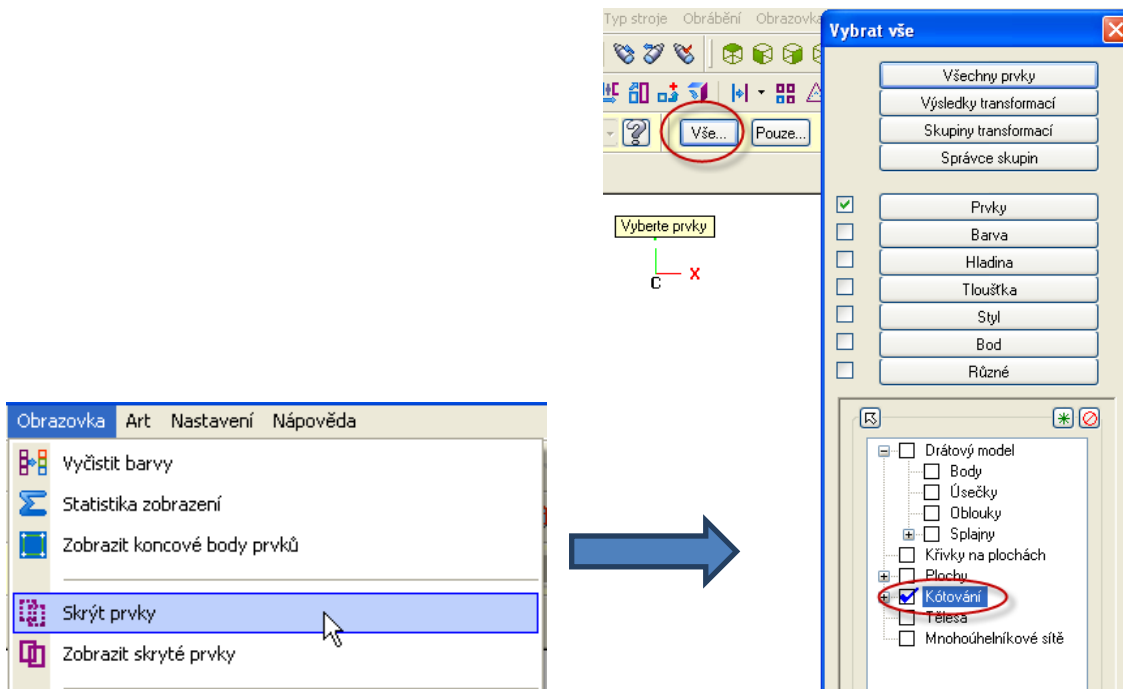 Typ stroje Obrábění Obrazovka
Vše...
Pouze...
Vyberte prvky
X
C
Vybrat vše
Všechny prvky
Výsledky transformací
Skupiny transformací
Správce skupin
Prvky
Barva
Hladina
Tloušťka
Styl
Bod
Různé
Drátový model
Body
Úsečky
Oblouky
Splajny
Křivky na plochách
Plochy
Kótování
Tělesa
Mnohoúhelníkové sítě
Obrazovka Art Nastavení Nápověda
Vyčistit barvy
Statistika zobrazení
Zobrazit koncové body prvků
Skrýt prvky
Zobrazit skryté prvky